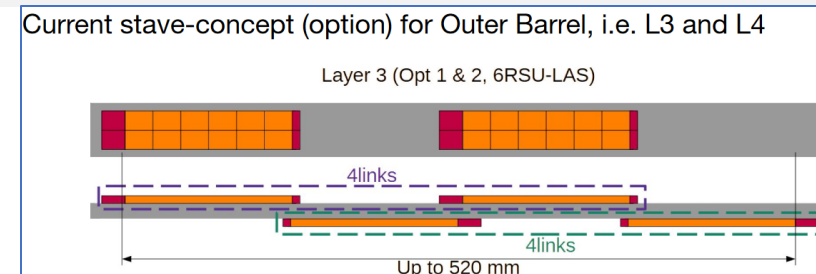 Current stave-concept (option) for Outer Barrel, i.e. L3 and L4
Layer 3 (Opt 1 & 2, 6RSU-LAS)
4links
4links
Up to 520 mm